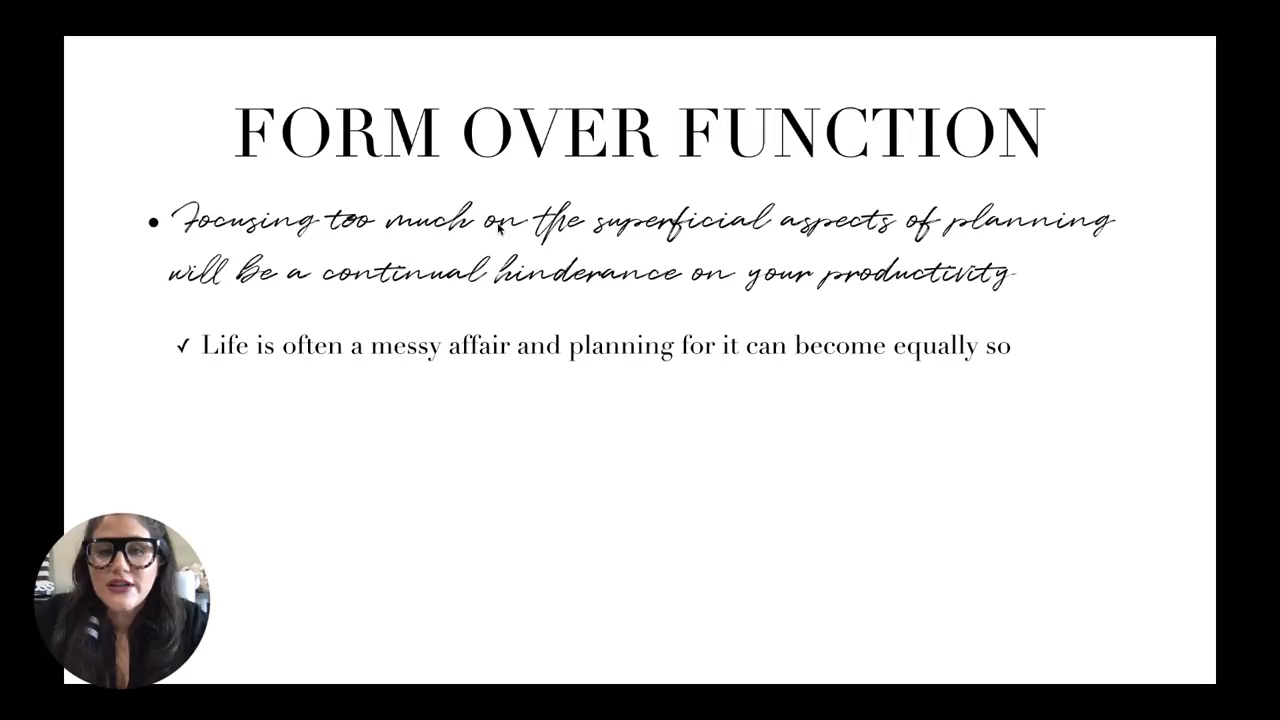 FORM OVER FUNCTION
• Focusing too much on the superficial aspects of planning
will be a continual hinderance on your productivity
✓ Life is often a messy affair and planning for it can become equally so